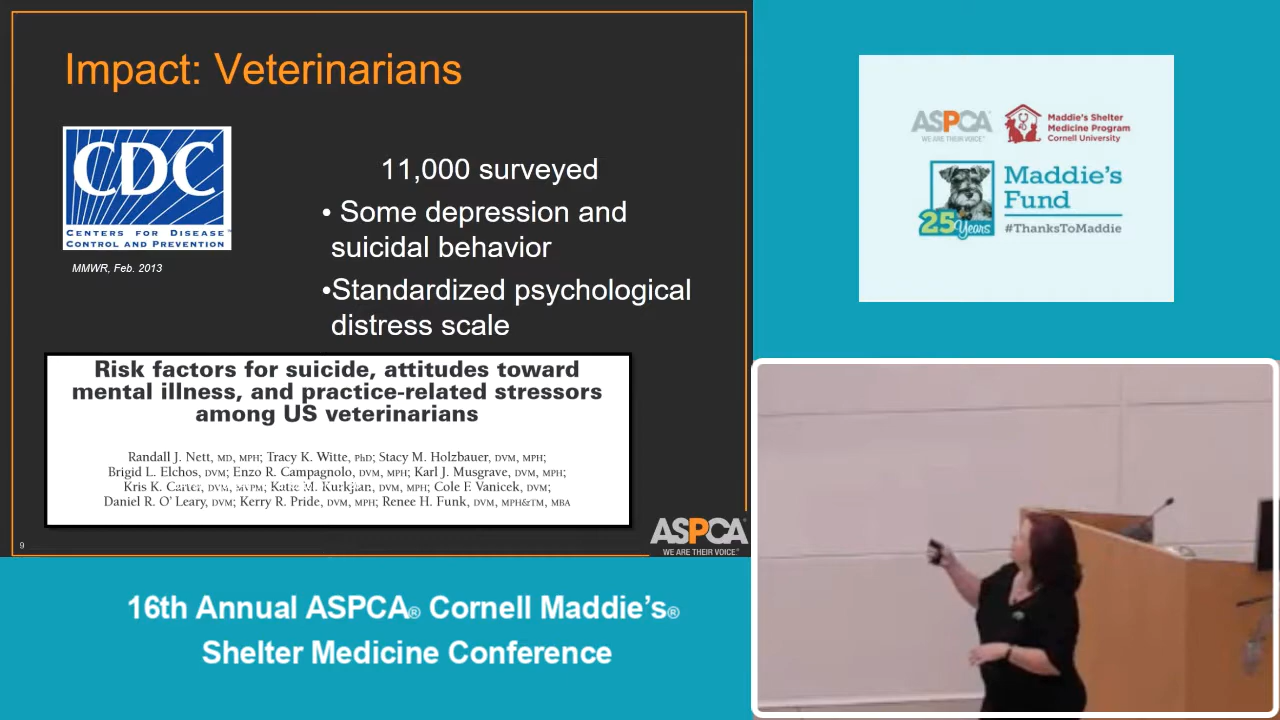 Impact: Veterinarians
CDC
CENTERS FOR DISEASE
CONTROL AND PREVENTION
MMWR, Feb. 2013
11,000 surveyed
• Some depression and
suicidal behavior
•Standardized psychological
distress scale
Risk factors for suicide, attitudes toward
mental illness, and practice-related stressors
among US veterinarians
Randall J. Nett, MD, MPH; Tracy K. Witte, PhD; Stacy M. Holzbauer, DVM, MPH;
Brigid L. Elchos, DVM; Enzo R. Campagnolo, DVM, MPH; Karl J. Musgrave, DVM, MPH;
Kris K. Carter, DVM, MVPM; Katie M. Kurkjian, DVM, MPH; Cole F. Vanicek, DVM;
Daniel R. O'Leary, DVM; Kerry R. Pride, DVM, MPH; Renee H. Funk, DVM, MPH&TM, MBA
9
ASPCA
WE ARE THEIR VOICE®
ASPCA®
WE ARE THEIR VOICE™
Maddie's Shelter
Medicine Program
Cornell University
25 Years
Maddie's
Fund
#ThanksToMaddie
16th Annual ASPCA® Cornell Maddie's®
Shelter Medicine Conference